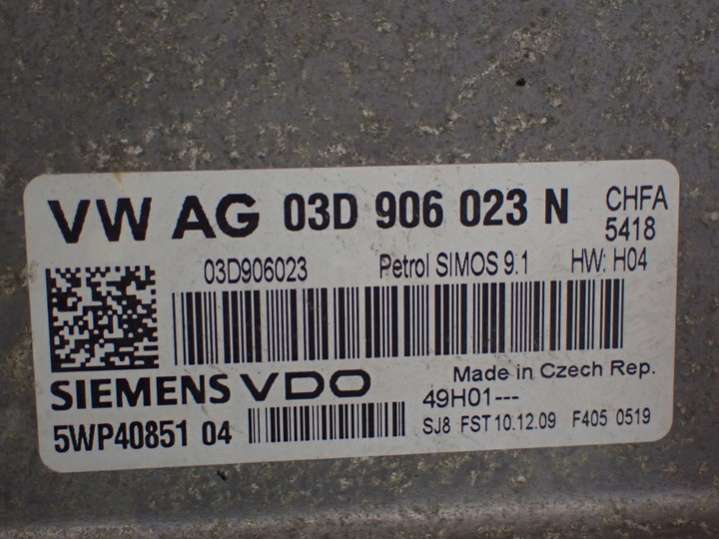 VW AG 03D 906 023 N CHFA
5418
03D906023 Petrol SIMOS 9.1 HW: H04
SIEMENS VDO Made in Czech Rep.
49H01---
5WP40851 04 SJ8 FST 10.12.09 F405 0519